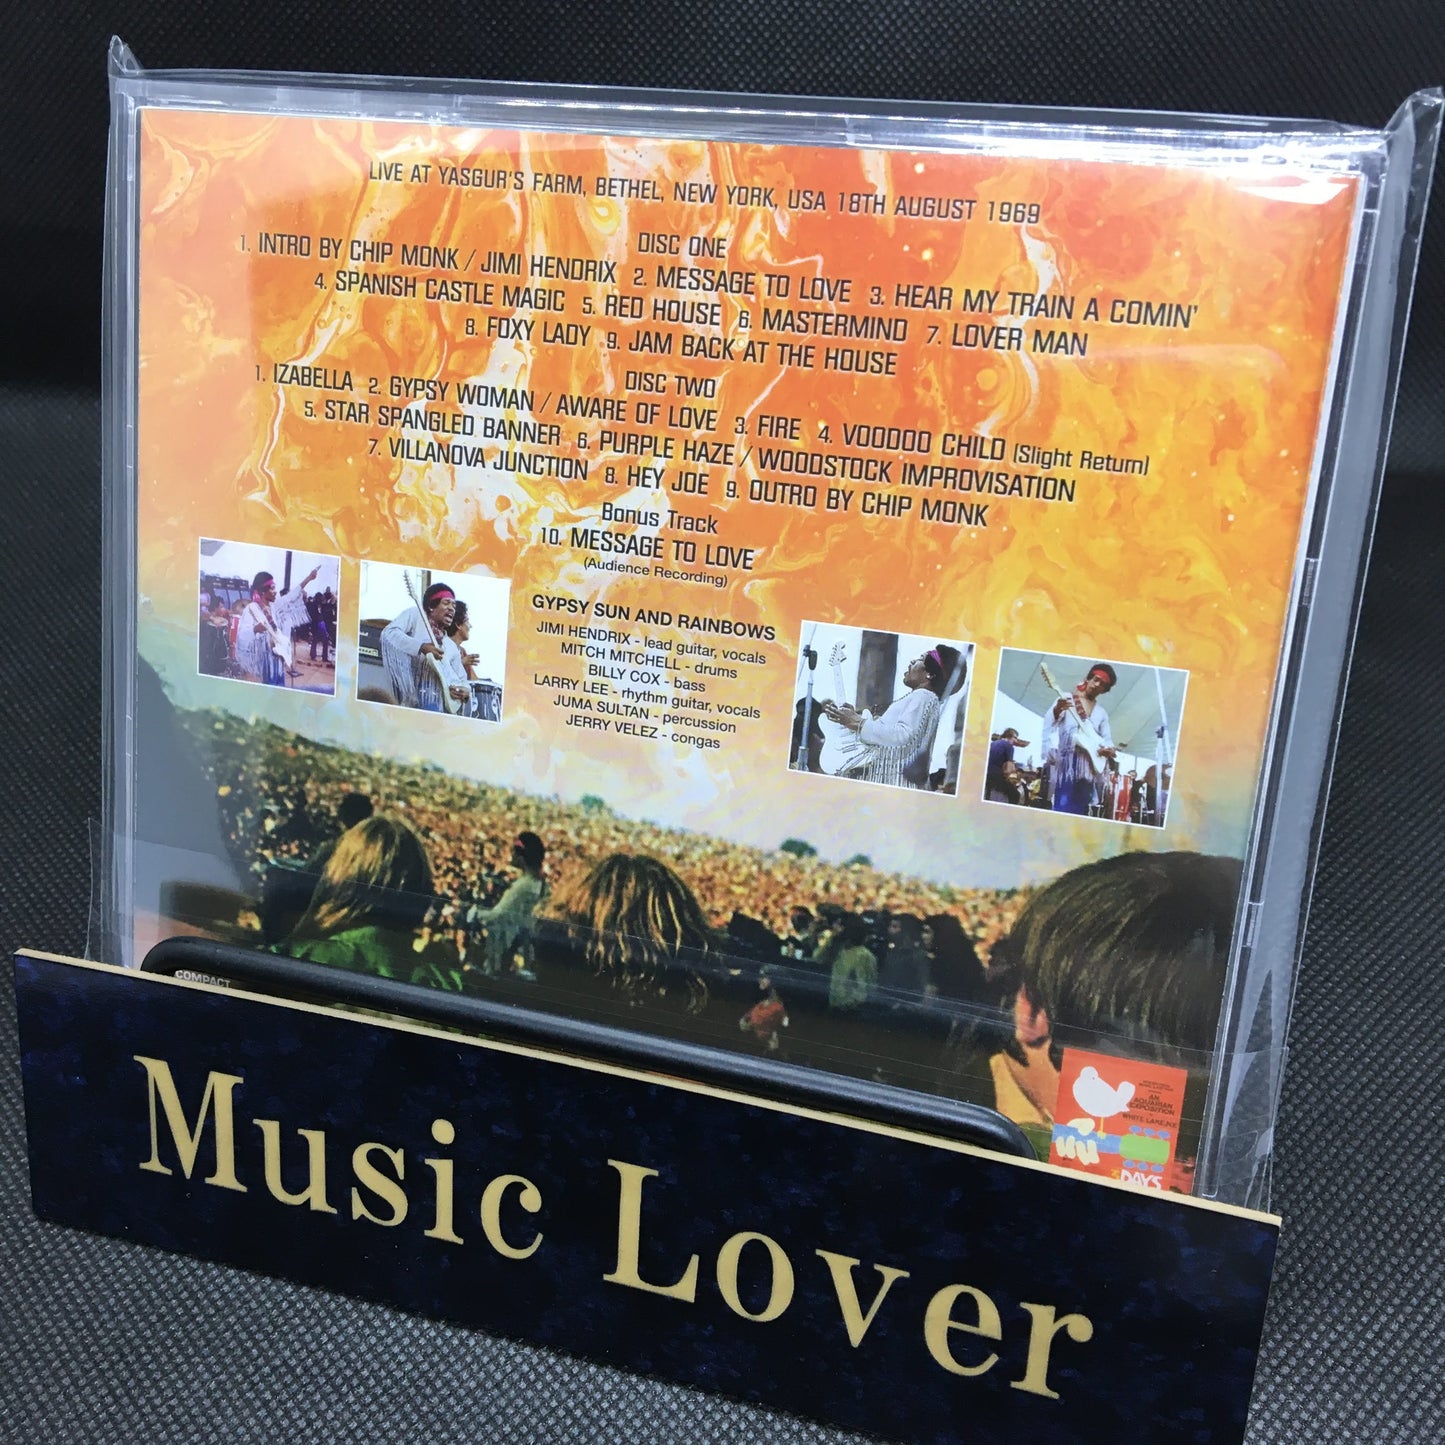 LIVE AT YASGUR'S FARM, BETHEL, NEW YORK, USA 18TH AUGUST 1969
DISC ONE
1. INTRO BY CHIP MONK / JIMI HENDRIX 2. MESSAGE TO LOVE 3. HEAR MY TRAIN A COMIN'
4. SPANISH CASTLE MAGIC 5. RED HOUSE 6. MASTERMIND 7. LOVER MAN
8. FOXY LADY 9. JAM BACK AT THE HOUSE
DISC TWO
1. IZABELLA 2. GYPSY WOMAN / AWARE OF LOVE 3. FIRE 4. VOODOO CHILD (Slight Return)
5. STAR SPANGLED BANNER 6. PURPLE HAZE / WOODSTOCK IMPROVISATION
7. VILLANOVA JUNCTION 8. HEY JOE 9. OUTRO BY CHIP MONK
Bonus Track
10. MESSAGE TO LOVE
(Audience Recording)
GYPSY SUN AND RAINBOWS
JIMI HENDRIX - lead guitar, vocals
MITCH MITCHELL - drums
BILLY COX - bass
LARRY LEE - rhythm guitar, vocals
JUMA SULTAN - percussion
JERRY VELEZ - congas
COMPACT
AN
AQUARIAN
EXPOSITION
WHITE LAKE, N.Y.
DAYS
Music Lover